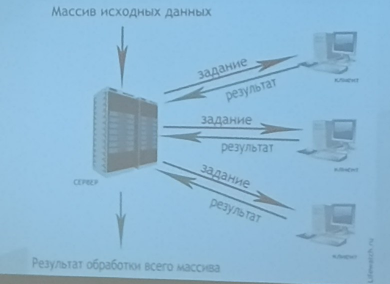 Массив исходных данных
задание
результат
клиент
задание
результат
клиент
СЕРВЕР
задание
результат
клиент
Результат обработки всего массива